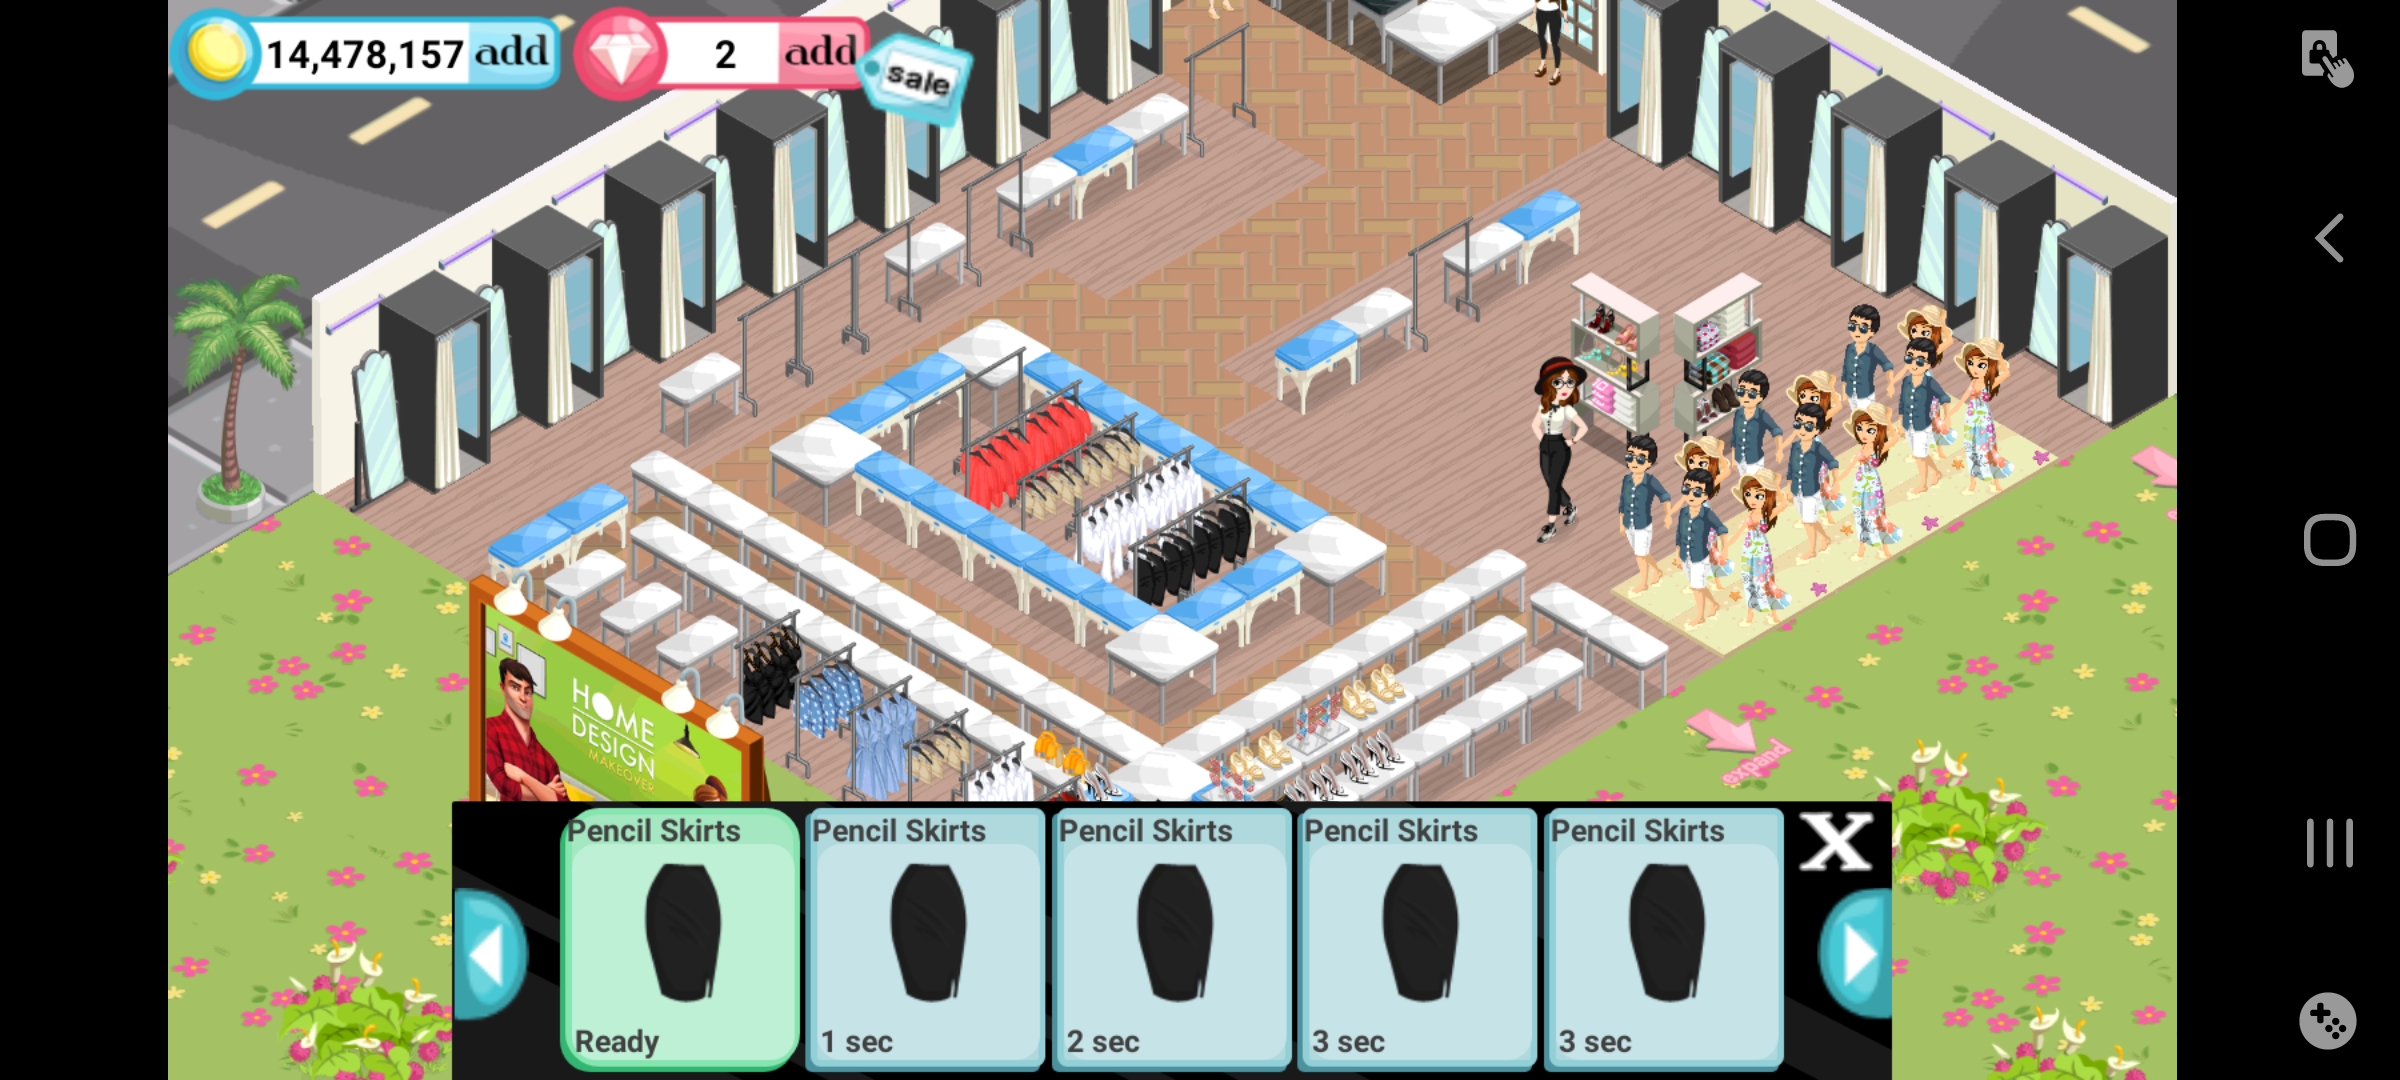 14,478,157 add
2 add
sale
HOME
DESIGN
MAKEOVER
expand
Pencil Skirts
Ready
Pencil Skirts
1 sec
Pencil Skirts
2 sec
Pencil Skirts
3 sec
Pencil Skirts
3 sec
X